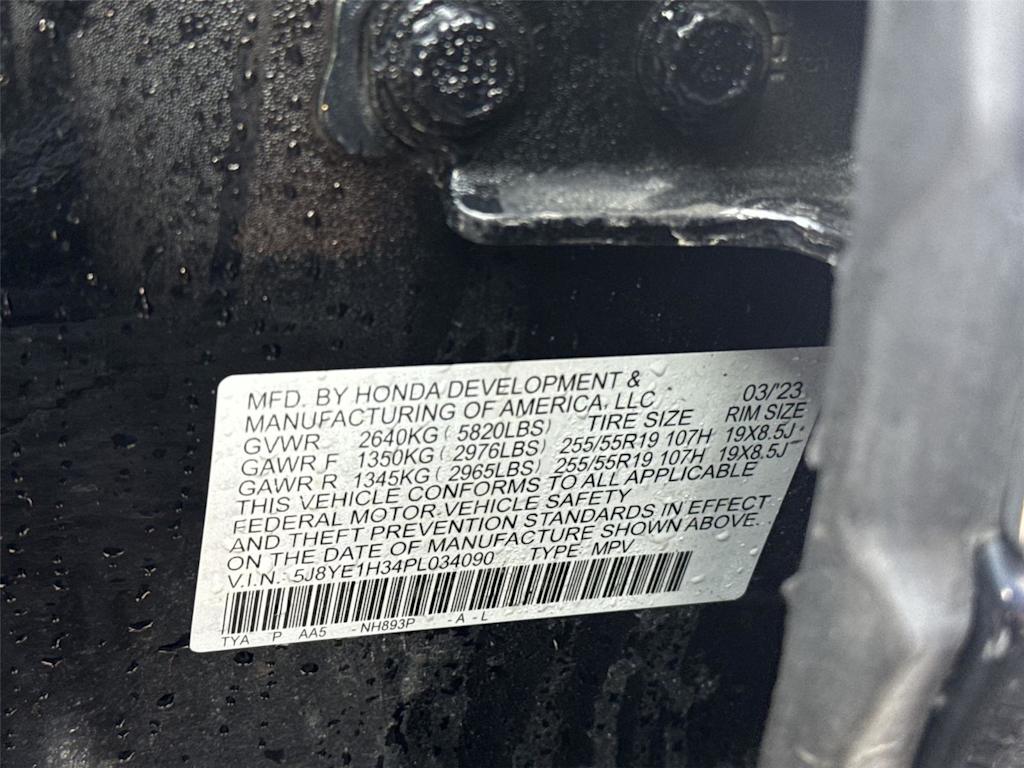 MFD. BY HONDA DEVELOPMENT &
MANUFACTURING OF AMERICA, LLC 03/'23
GVWR 2640KG ( 5820LBS) TIRE SIZE RIM SIZE
GAWR F 1350KG ( 2976LBS) 255/55R19 107H 19X8.5J
GAWR R 1345KG ( 2965LBS) 255/55R19 107H 19X8.5J
THIS VEHICLE CONFORMS TO ALL APPLICABLE
FEDERAL MOTOR VEHICLE SAFETY
AND THEFT PREVENTION STANDARDS IN EFFECT
ON THE DATE OF MANUFACTURE SHOWN ABOVE.
V.I.N. 5J8YE1H34PL034090 TYPE MPV
TYA P AA5 -NH893P -A-L